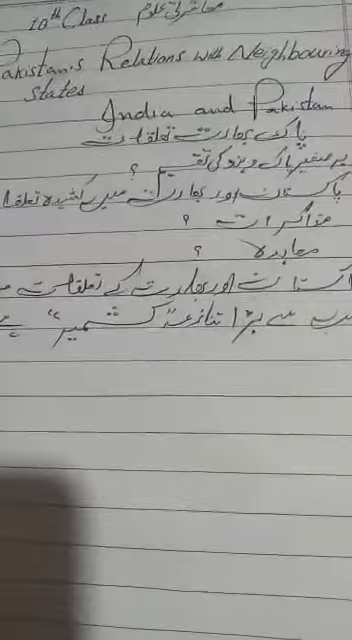 10th Class معاشرتی علوم
Pakistan's Relations with Neighbouring
States
India and Pakistan
پاک بھارت تعلقات
برصغیر پاک و ہند کی تقسیم ؟
پاکستان اور بھارت میں کشیدہ تعلقا
مذاکرات ؟
معاہدہ ؟
پاکستان اور بھارت کے تعلقات م
سب سے بڑا تنازعہ "کشمیر" ہے